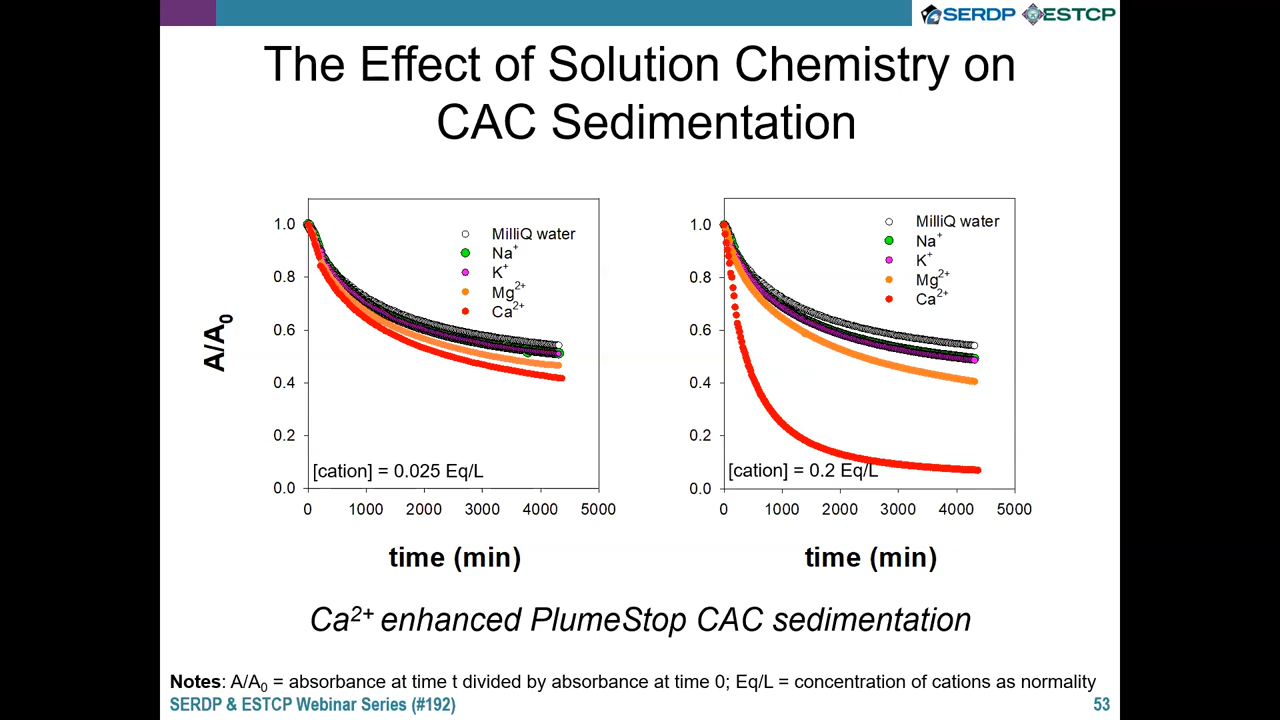 SERDP ESTCP
The Effect of Solution Chemistry on
CAC Sedimentation
A/A₀
1.0
0.8
0.6
0.4
0.2
0.0
MilliQ water
Na⁺
K⁺
Mg²⁺
Ca²⁺
[cation] = 0.025 Eq/L
0 1000 2000 3000 4000 5000
time (min)
1.0
0.8
0.6
0.4
0.2
0.0
MilliQ water
Na⁺
K⁺
Mg²⁺
Ca²⁺
[cation] = 0.2 Eq/L
0 1000 2000 3000 4000 5000
time (min)
Ca²⁺ enhanced PlumeStop CAC sedimentation
Notes: A/A₀ = absorbance at time t divided by absorbance at time 0; Eq/L = concentration of cations as normality
SERDP & ESTCP Webinar Series (#192) 53